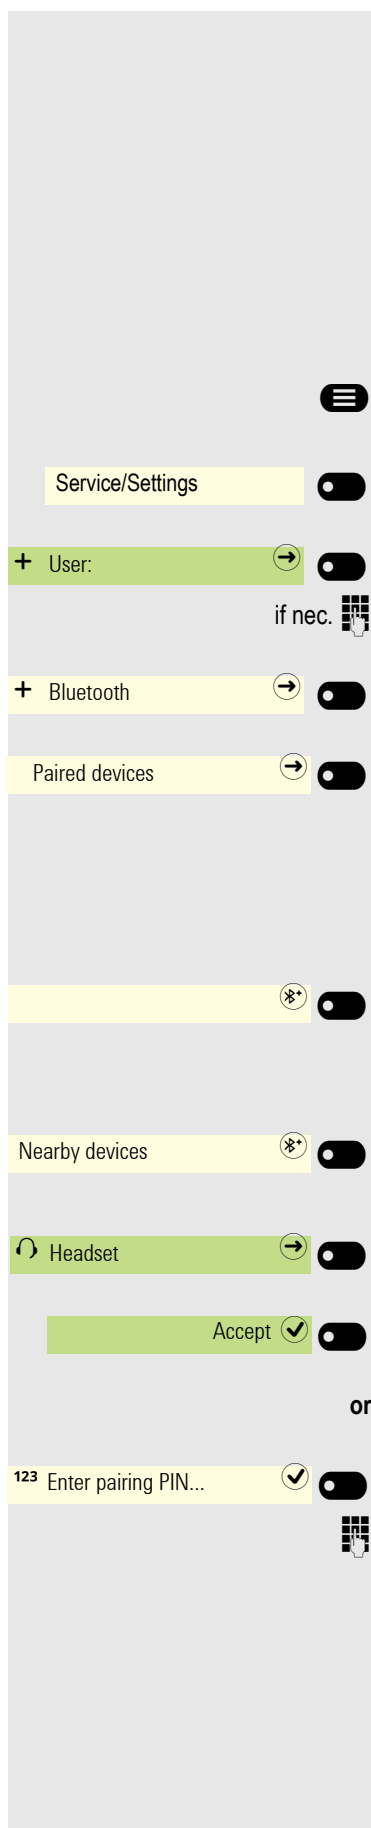 Service/Settings
User:
if nec.
Bluetooth
Paired devices
Nearby devices
Headset
Accept
or
123 Enter pairing PIN...